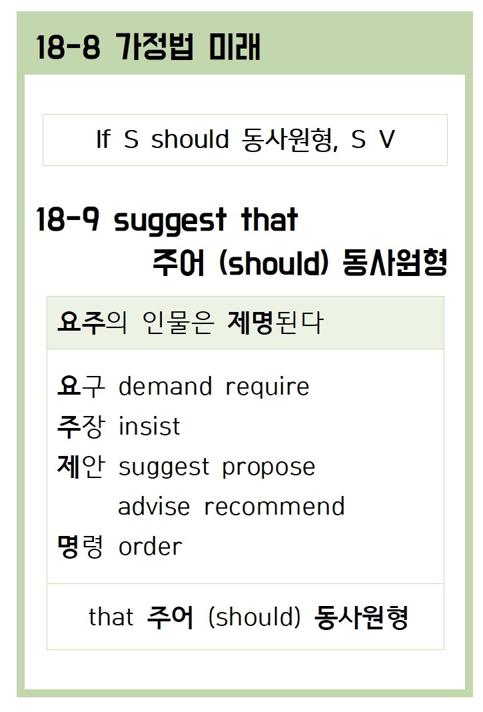 18-8 가정법 미래
If S should 동사원형, S V
18-9 suggest that
주어 (should) 동사원형
요주의 인물은 제명된다
요구 demand require
주장 insist
제안 suggest propose
advise recommend
명령 order
that 주어 (should) 동사원형